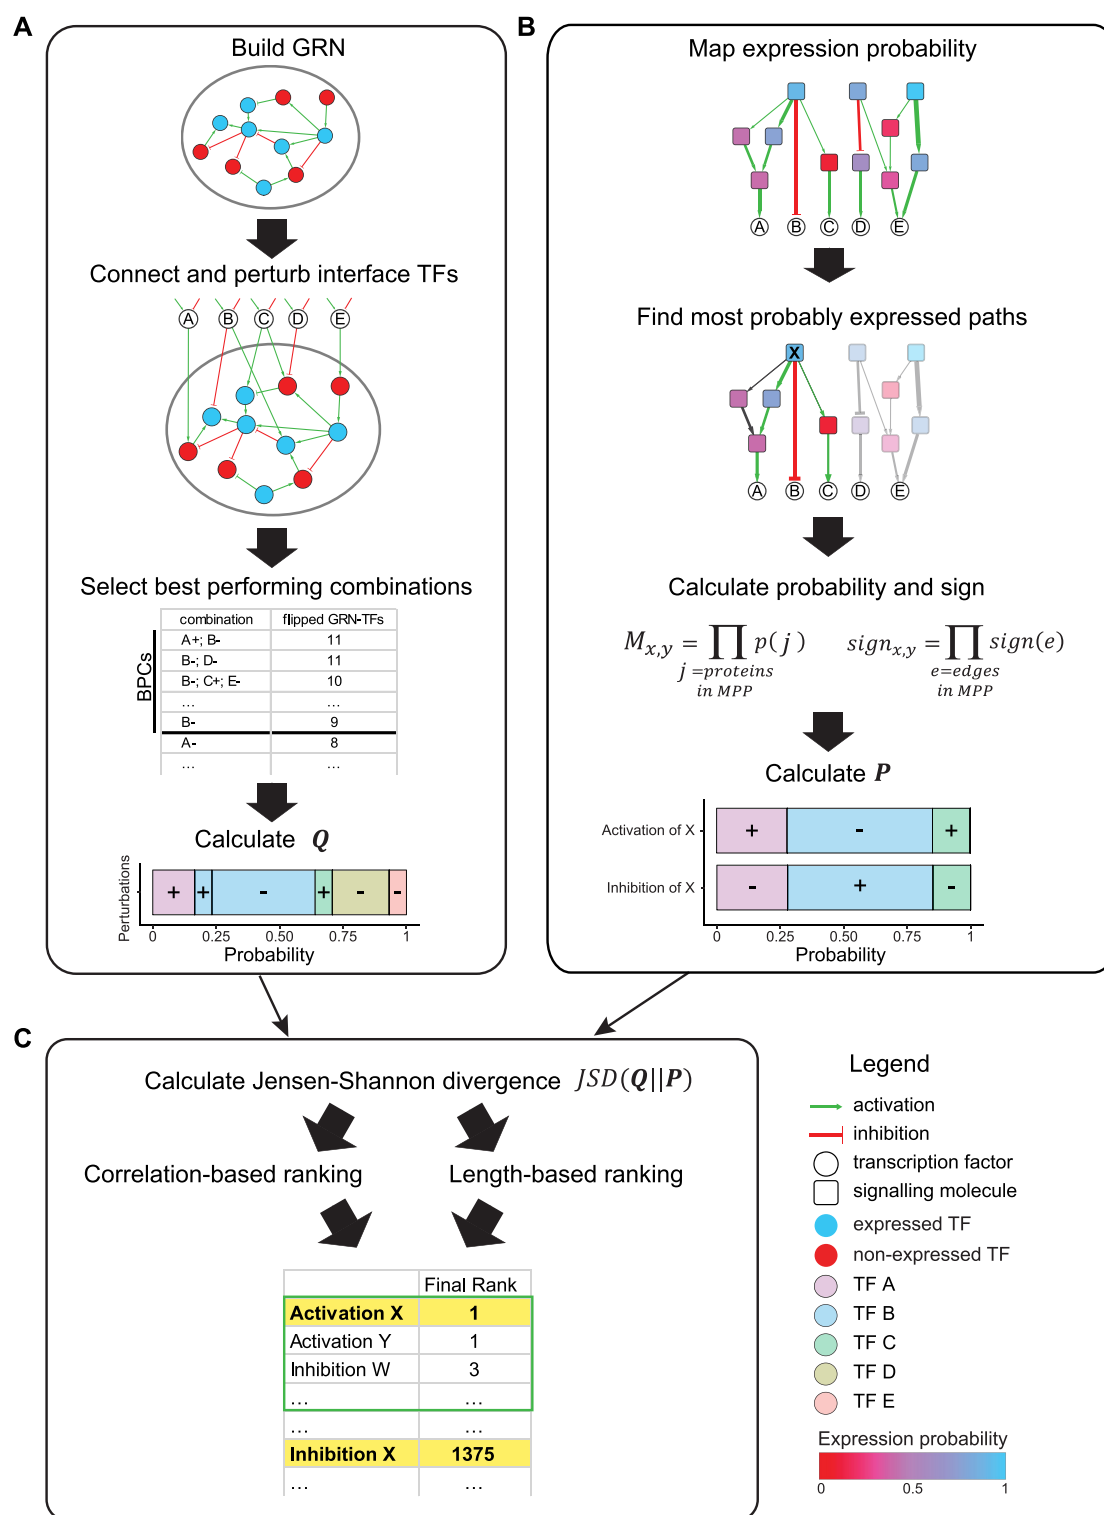 A
Build GRN
Connect and perturb interface TFs
A B C D E
Select best performing combinations
combination flipped GRN-TFs
BPCs
A+; B- 11
B-; D- 11
B-; C+; E- 10
... ...
B- 9
A- 8
... ...
Calculate Q
Perturbations
+ + - + - -
0 0.25 0.50 0.75 1
Probability
B
Map expression probability
A B C D E
Find most probably expressed paths
X
A B C D E
Calculate probability and sign
M_{x,y} = ∏ p(j)
j=proteins
in MPP
sign_{x,y} = ∏ sign(e)
e=edges
in MPP
Calculate P
Activation of X + - +
Inhibition of X - + -
0 0.25 0.50 0.75 1
Probability
C
Calculate Jensen-Shannon divergence JSD(Q||P)
Correlation-based ranking
Length-based ranking
Final Rank
Activation X 1
Activation Y 1
Inhibition W 3
... ...
... ...
Inhibition X 1375
... ...
Legend
activation
inhibition
transcription factor
signalling molecule
expressed TF
non-expressed TF
TF A
TF B
TF C
TF D
TF E
Expression probability
0 0.5 1